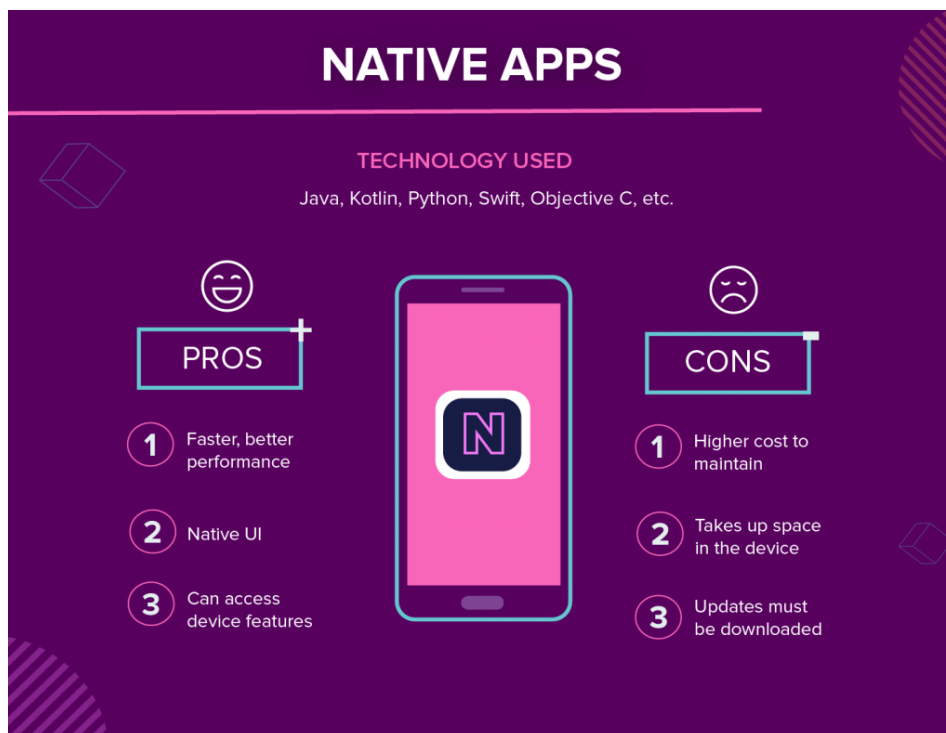 NATIVE APPS
TECHNOLOGY USED
Java, Kotlin, Python, Swift, Objective C, etc.
PROS
1
Faster, better
performance
2
Native UI
3
Can access
device features
N
CONS
1
Higher cost to
maintain
2
Takes up space
in the device
3
Updates must
be downloaded